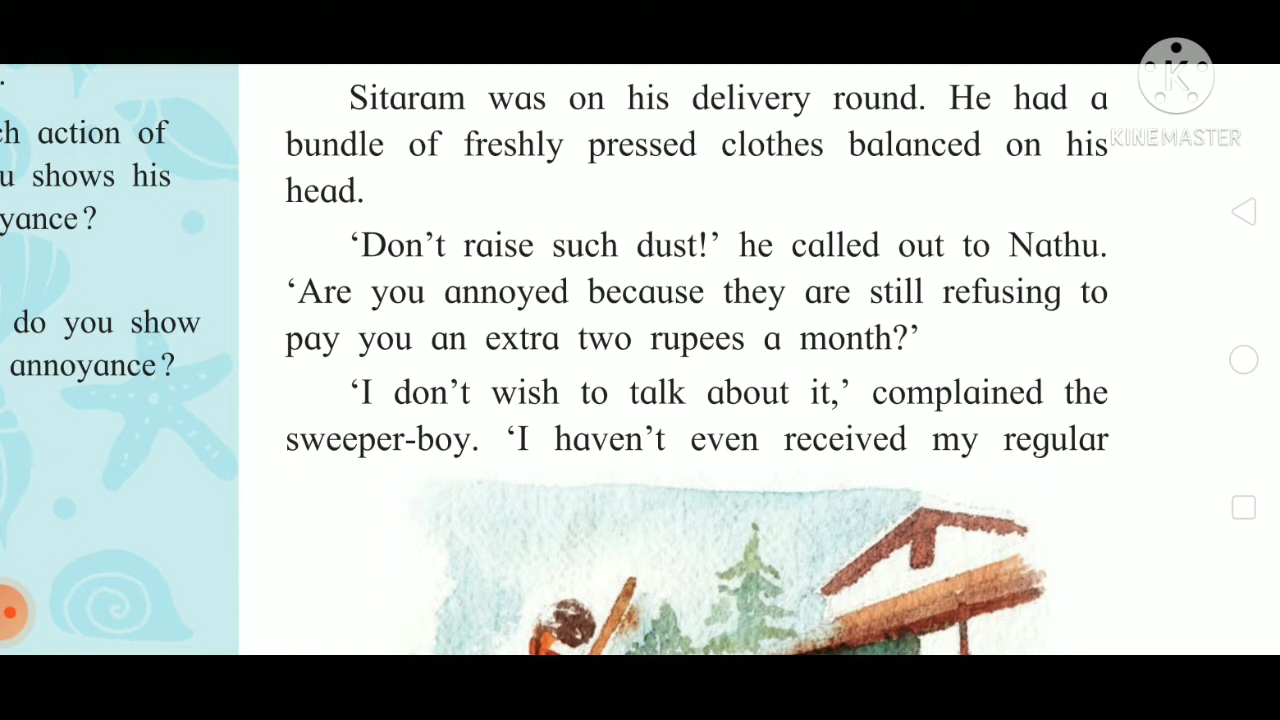 .
ch action of
u shows his
yance?
do you show
annoyance?
Sitaram was on his delivery round. He had a
bundle of freshly pressed clothes balanced on his
head.
‘Don’t raise such dust!’ he called out to Nathu.
‘Are you annoyed because they are still refusing to
pay you an extra two rupees a month?’
‘I don’t wish to talk about it,’ complained the
sweeper-boy. ‘I haven’t even received my regular
K
KINEMASTER